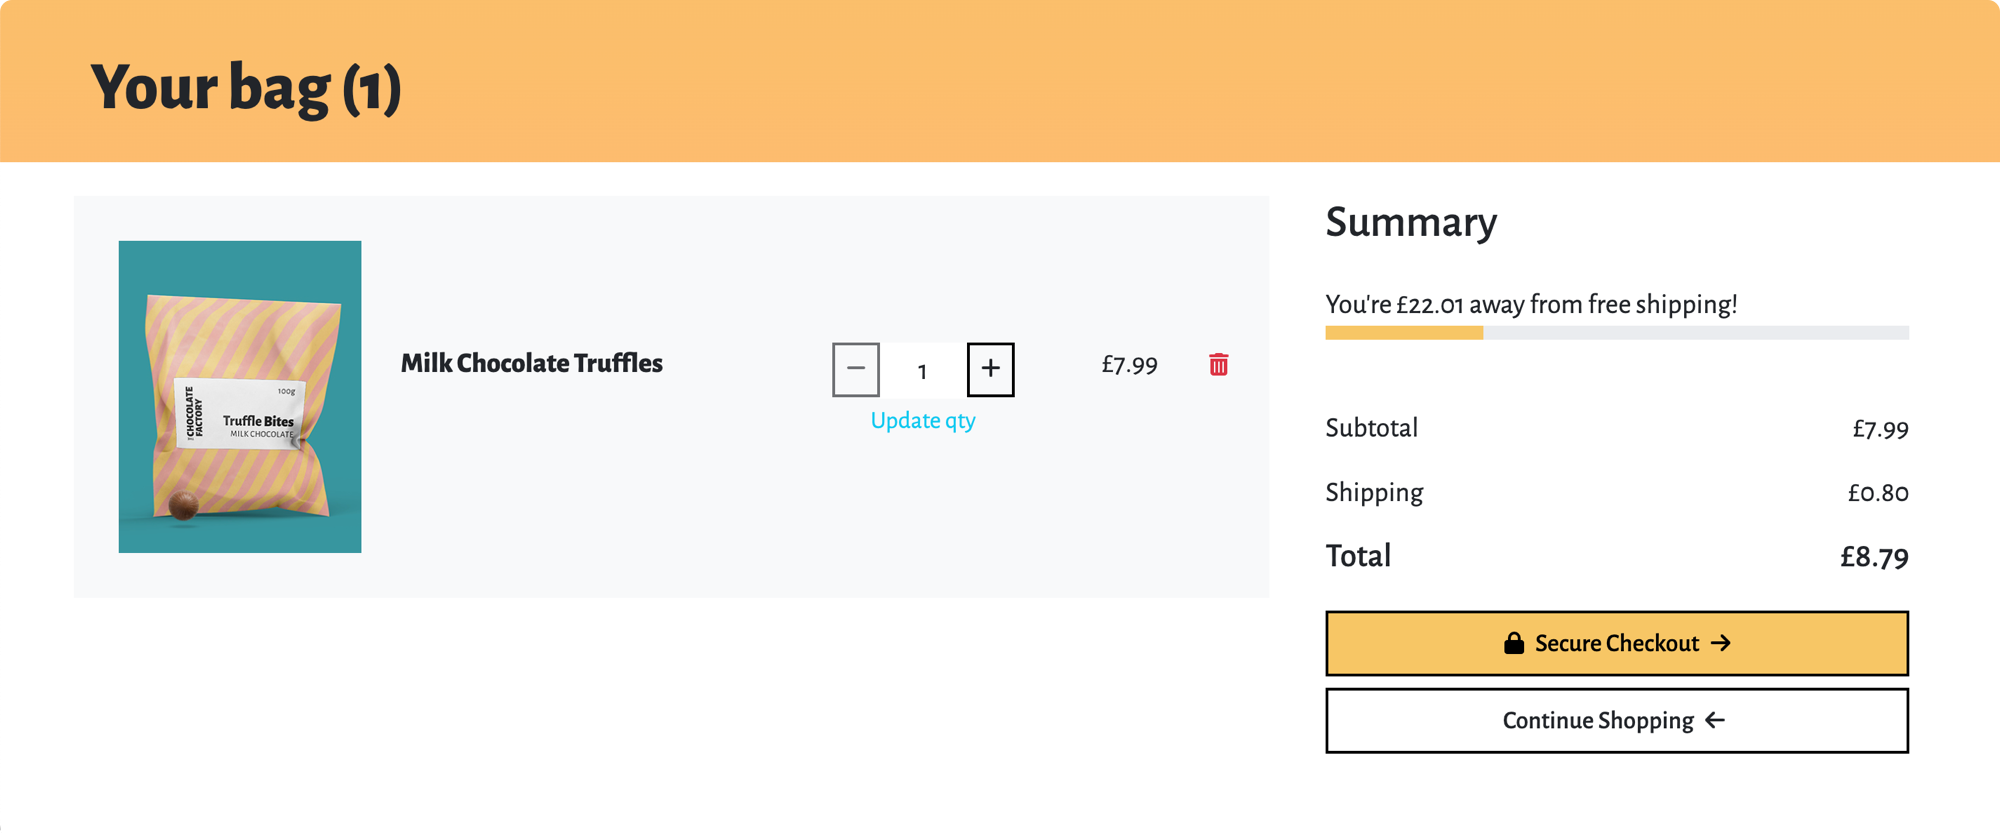 Your bag (1)
THE CHOCOLATE
FACTORY
100g
Truffle Bites
MILK CHOCOLATE
Milk Chocolate Truffles
1
Update qty
£7.99
Summary
You're £22.01 away from free shipping!
Subtotal £7.99
Shipping £0.80
Total £8.79
Secure Checkout →
Continue Shopping ←